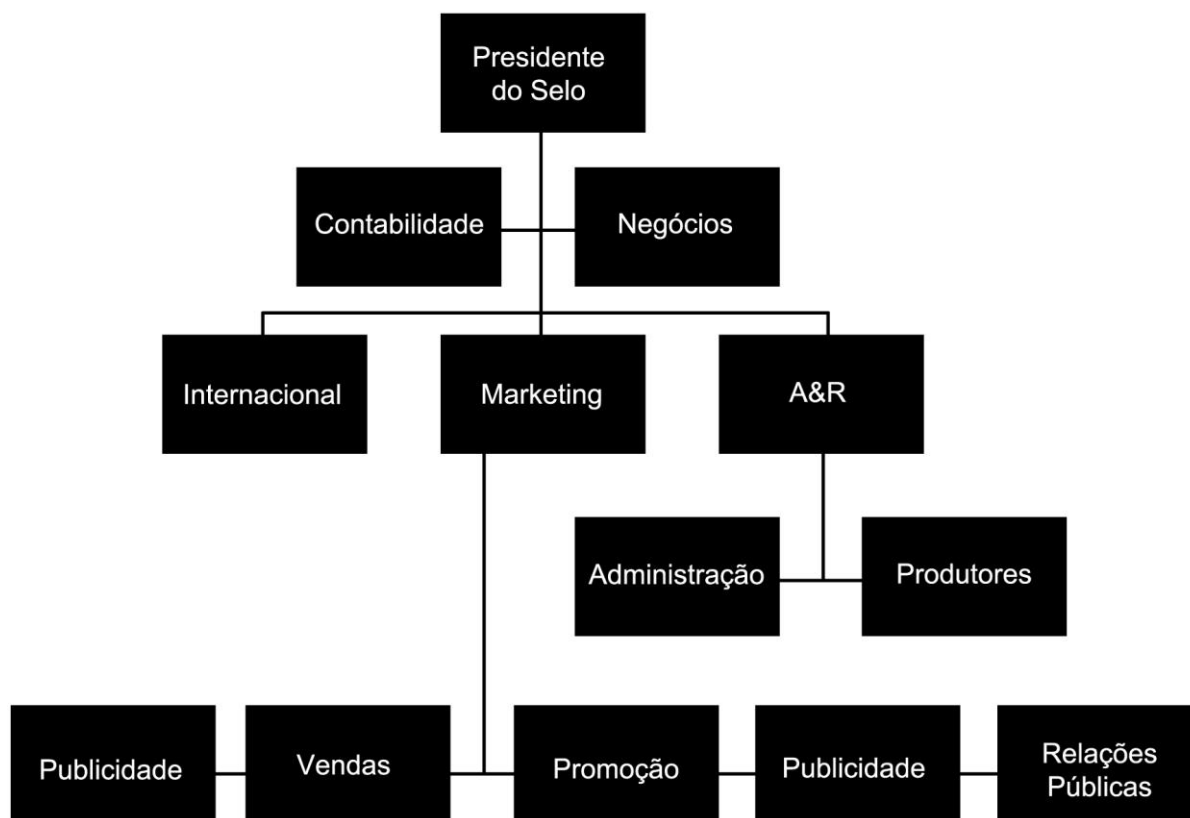 Presidente
do Selo
Contabilidade
Negócios
Internacional
Marketing
A&R
Administração
Produtores
Publicidade
Vendas
Promoção
Publicidade
Relações
Públicas